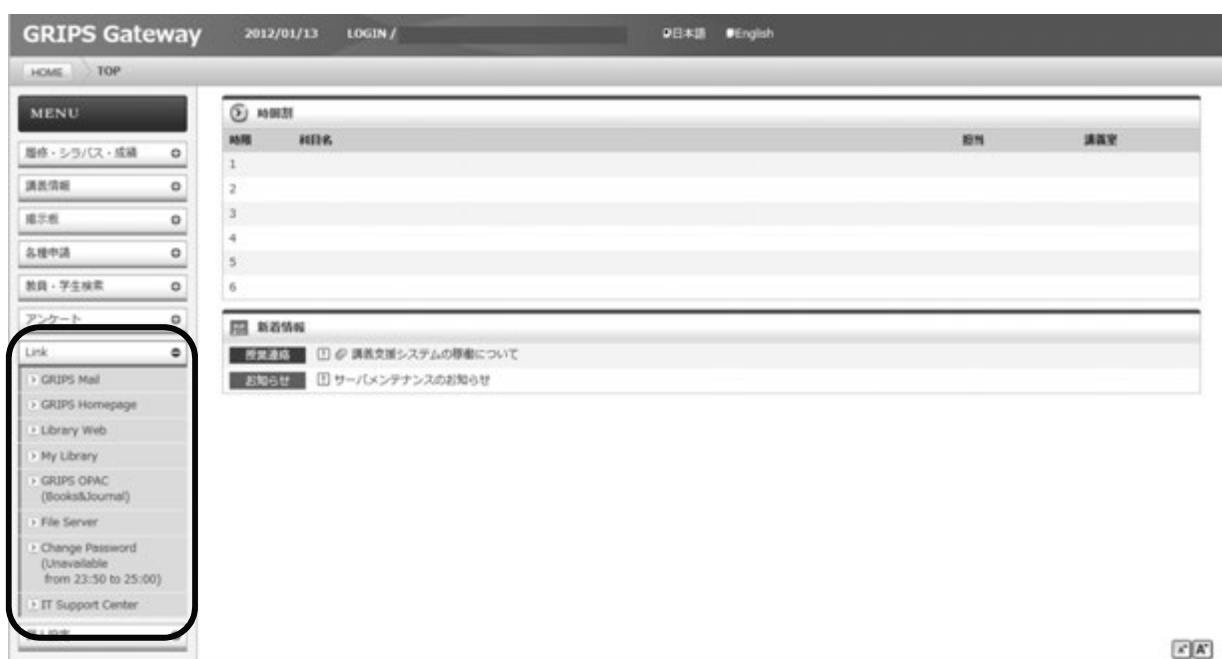 GRIPS Gateway 2012/01/13 LOGIN / 日本語 English
HOME TOP
MENU
履修・シラバス・成績
講義情報
掲示板
各種申請
教員・学生検索
アンケート
Link
GRIPS Mail
GRIPS Homepage
Library Web
My Library
GRIPS OPAC
(Books&Journal)
File Server
Change Password
(Unavailable
from 23:50 to 25:00)
IT Support Center
時間割
時限 科目名 担当 講義室
1
2
3
4
5
6
新着情報
授業連絡 講義支援システムの稼働について
お知らせ サーバメンテナンスのお知らせ